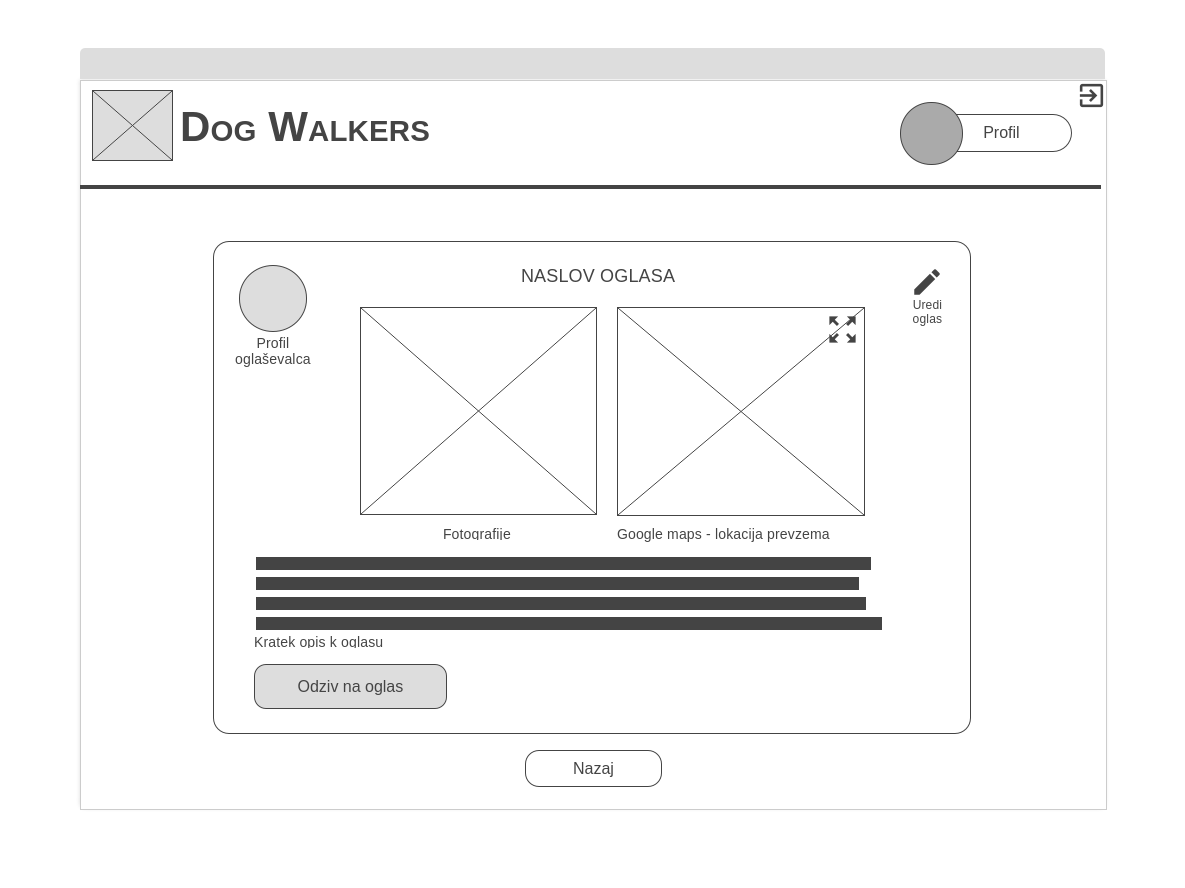 Dog Walkers
Profil
NASLOV OGLASA
Uredi
oglas
Profil
oglaševalca
Fotografije
Google maps - lokacija prevzema
Kratek opis k oglasu
Odziv na oglas
Nazaj